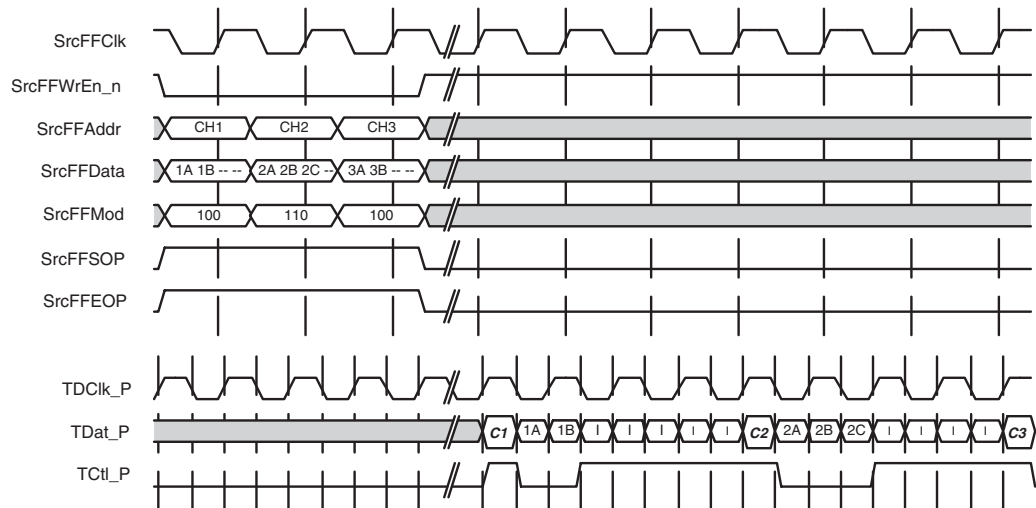 SrcFFClk
SrcFFWrEn_n
SrcFFAddr CH1 CH2 CH3
SrcFFData 1A 1B -- -- 2A 2B 2C -- 3A 3B -- --
SrcFFMod 100 110 100
SrcFFSOP
SrcFFEOP
TDClk_P
TDat_P C1 1A 1B I I I I I C2 2A 2B 2C I I I I C3
TCtl_P